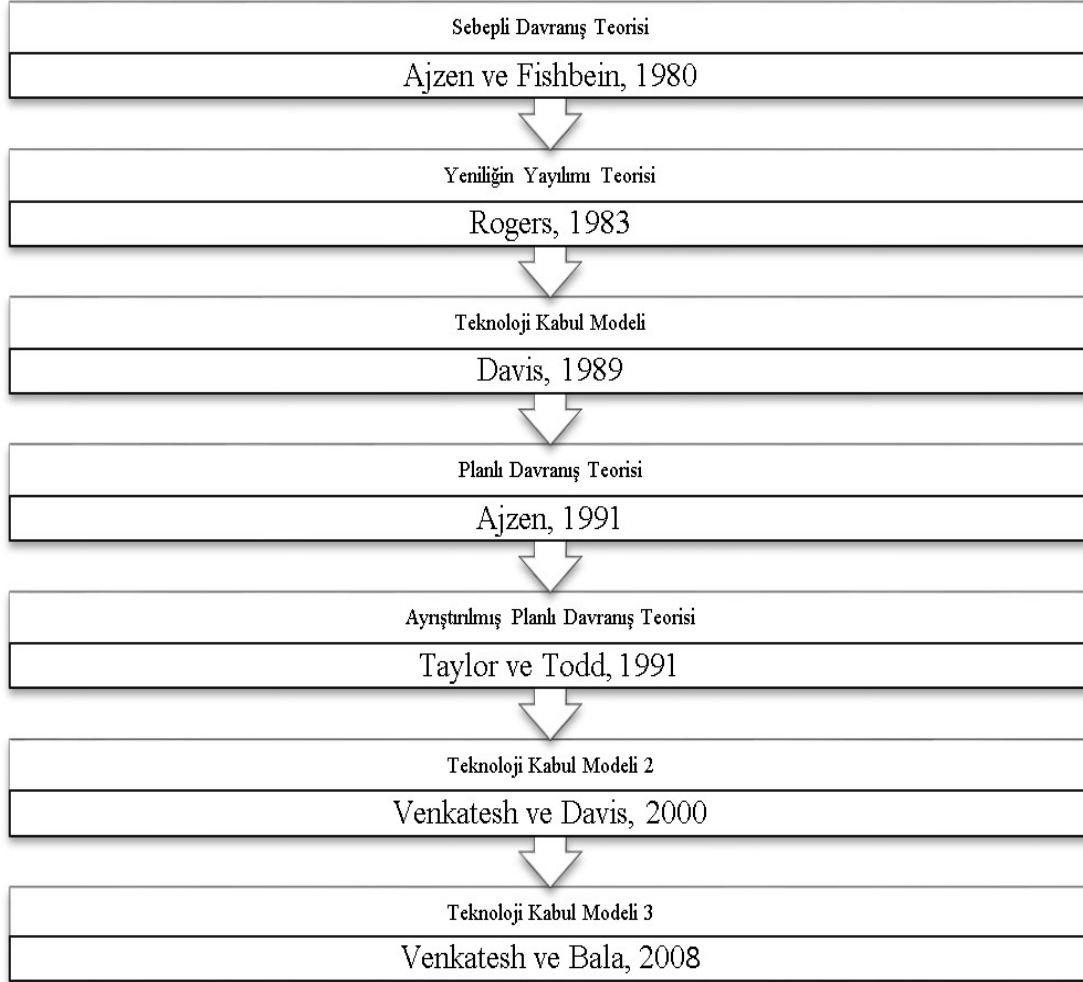 Sebepli Davranış Teorisi
Ajzen ve Fishbein, 1980
Yeniliğin Yayılımı Teorisi
Rogers, 1983
Teknoloji Kabul Modeli
Davis, 1989
Planlı Davranış Teorisi
Ajzen, 1991
Ayrıştırılmış Planlı Davranış Teorisi
Taylor ve Todd, 1991
Teknoloji Kabul Modeli 2
Venkatesh ve Davis, 2000
Teknoloji Kabul Modeli 3
Venkatesh ve Bala, 2008